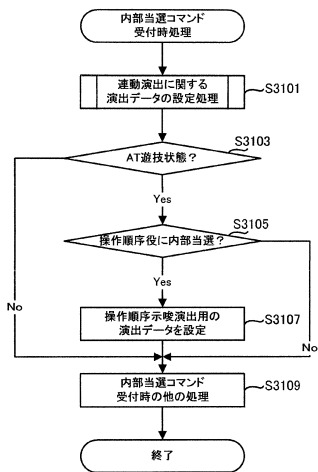 内部当選コマンド
受付時処理
連動演出に関する
演出データの設定処理
S3101
S3103
AT遊技状態?
Yes
S3105
操作順序役に内部当選?
Yes
No
No
操作順序示唆演出用の
演出データを設定
S3107
内部当選コマンド
受付時の他の処理
S3109
終了